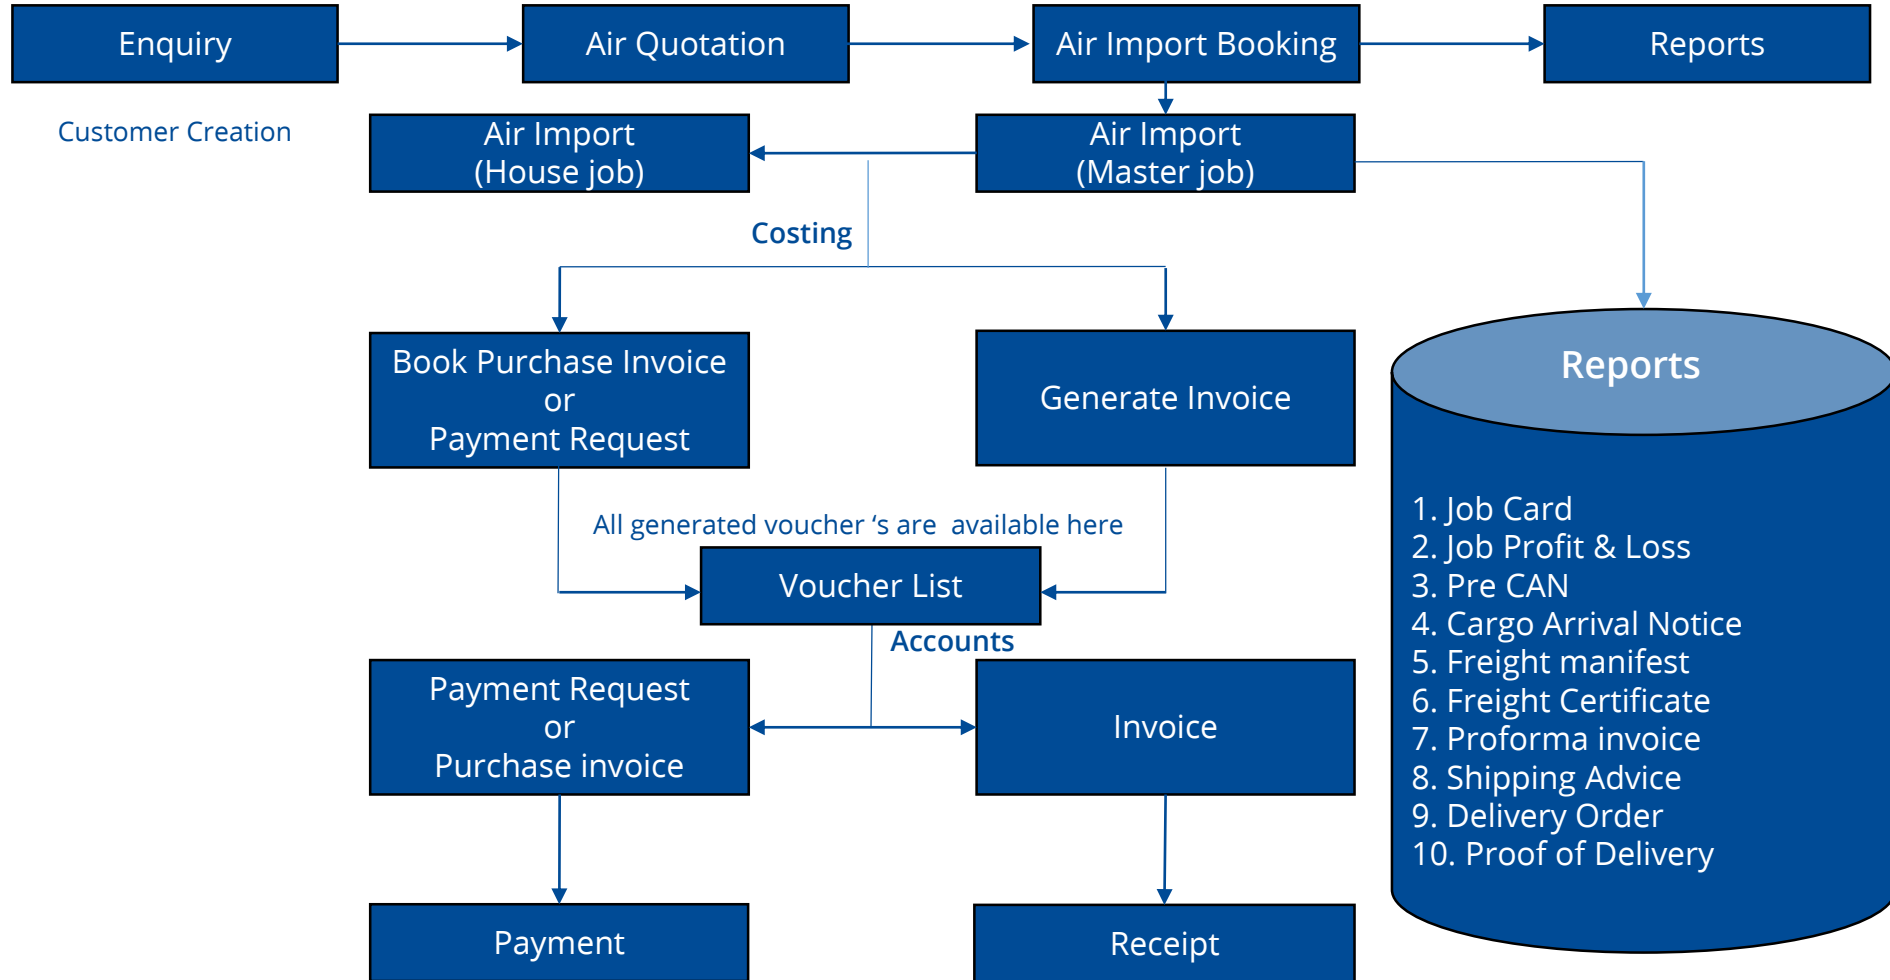 Enquiry
Air Quotation
Air Import Booking
Reports
Customer Creation
Air Import
(House job)
Air Import
(Master job)
Costing
Book Purchase Invoice
or
Payment Request
Generate Invoice
Reports
1. Job Card
2. Job Profit & Loss
3. Pre CAN
4. Cargo Arrival Notice
5. Freight manifest
6. Freight Certificate
7. Proforma invoice
8. Shipping Advice
9. Delivery Order
10. Proof of Delivery
All generated voucher ‘s are  available here
Voucher List
Accounts
Payment Request
or
Purchase invoice
Invoice
Payment
Receipt